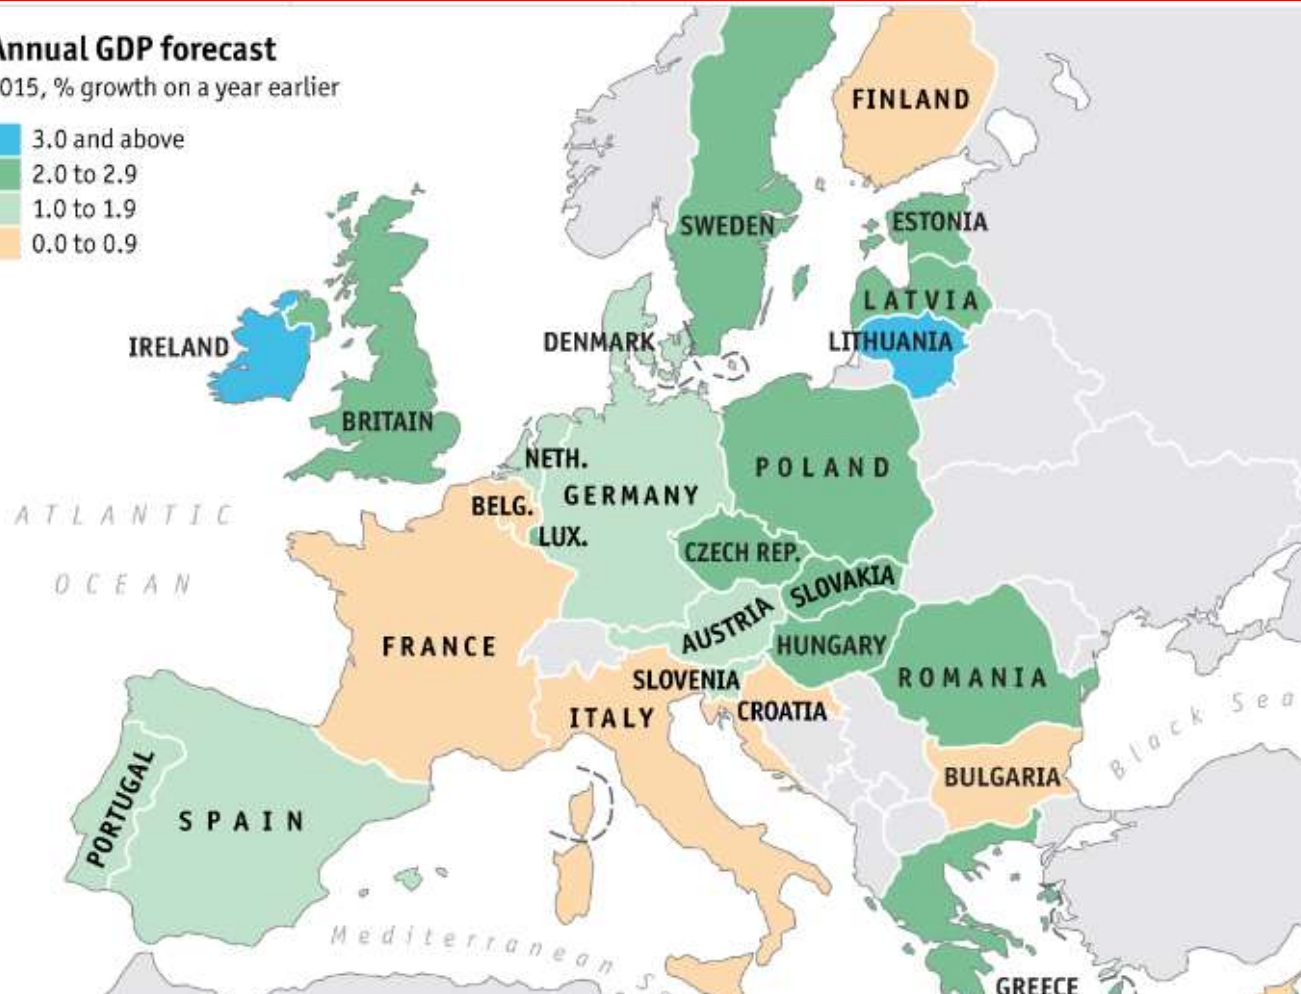 Annual GDP forecast
015, % growth on a year earlier
3.0 and above
2.0 to 2.9
1.0 to 1.9
0.0 to 0.9
FINLAND
SWEDEN
ESTONIA
LATVIA
LITHUANIA
DENMARK
IRELAND
BRITAIN
NETH.
GERMANY
POLAND
BELG.
LUX.
ATLANTIC
OCEAN
CZECH REP.
SLOVAKIA
AUSTRIA
HUNGARY
FRANCE
SLOVENIA
ROMANIA
ITALY
CROATIA
Black Sea
BULGARIA
PORTUGAL
SPAIN
Mediterranean S
GREECE